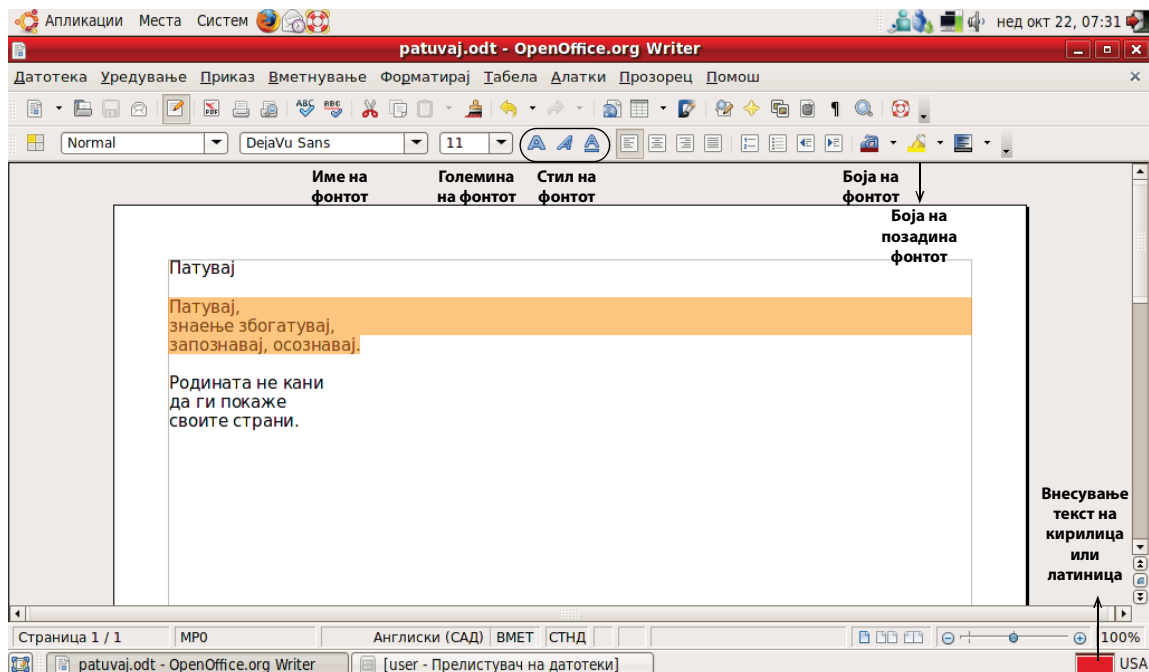 Апликации Места Систем нед окт 22, 07:31
patuvaj.odt - OpenOffice.org Writer
Датотека Уредување Приказ Вметнување Форматирај Табела Алатки Прозорец Помош
Normal DejaVu Sans 11
Име на фонтот
Големина на фонтот
Стил на фонтот
Боја на фонтот
Боја на
позадина
фонтот
Патувај
Патувај,
знаење збогатувај,
запознавај, осознавај.
Родината не кани
да ги покаже
своите страни.
Внесување
текст на
кирилица
или
латиница
Страница 1 / 1 МР0 Англиски (САД) ВМЕТ СТНД 100%
patuvaj.odt - OpenOffice.org Writer [user - Прелистувач на датотеки] USA